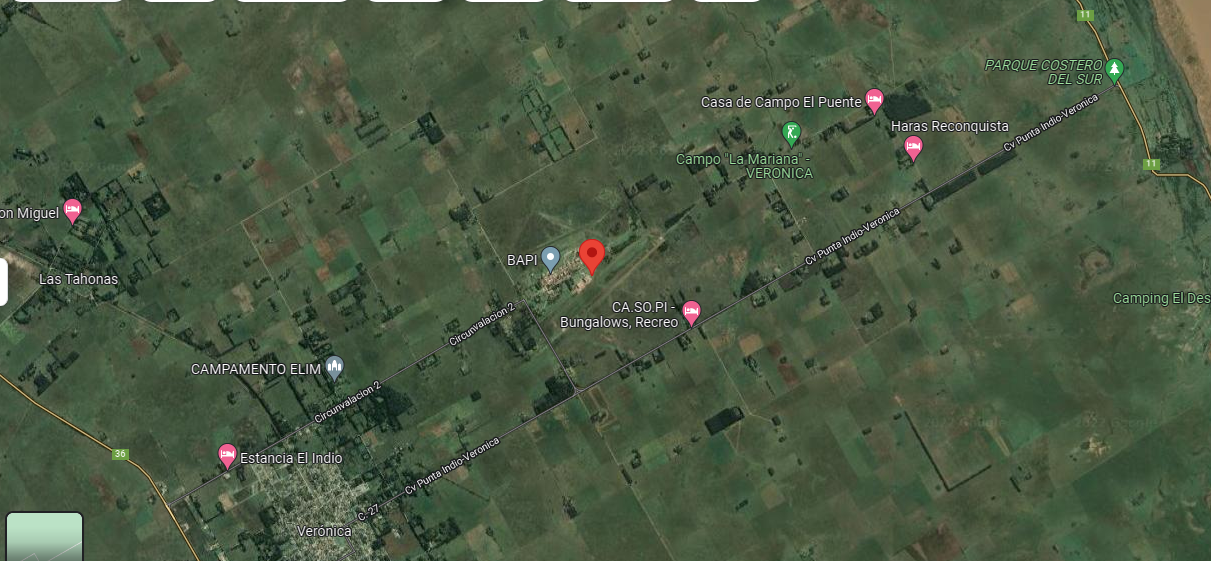 11
PARQUE COSTERO
DEL SUR
Casa de Campo El Puente
Haras Reconquista
Cv Punta Indio-Veronica
Campo "La Mariana" -
VERONICA
11
on Miguel
Cv Punta Indio-Veronica
BAPI
Las Tahonas
CA.SO.PI -
Bungalows, Recreo
Camping El Des
Circunvalacion 2
CAMPAMENTO ELIM
Circunvalacion 2
36
Estancia El Indio
Cv Punta Indio-Veronica
C. 27
Verónica